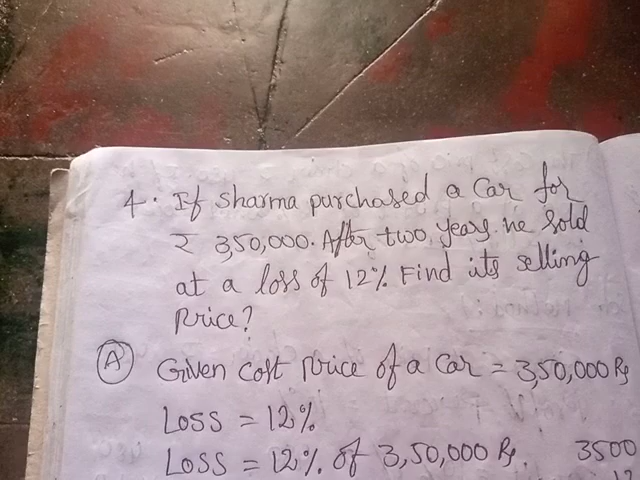 4. If Sharma purchased a Car for
₹ 3,50,000. After two years he sold
at a loss of 12% Find its selling
Price?
(A) Given cost price of a car = 3,50,000 Rs
Loss = 12%
Loss = 12% of 3,50,000 Rs. 3500
12